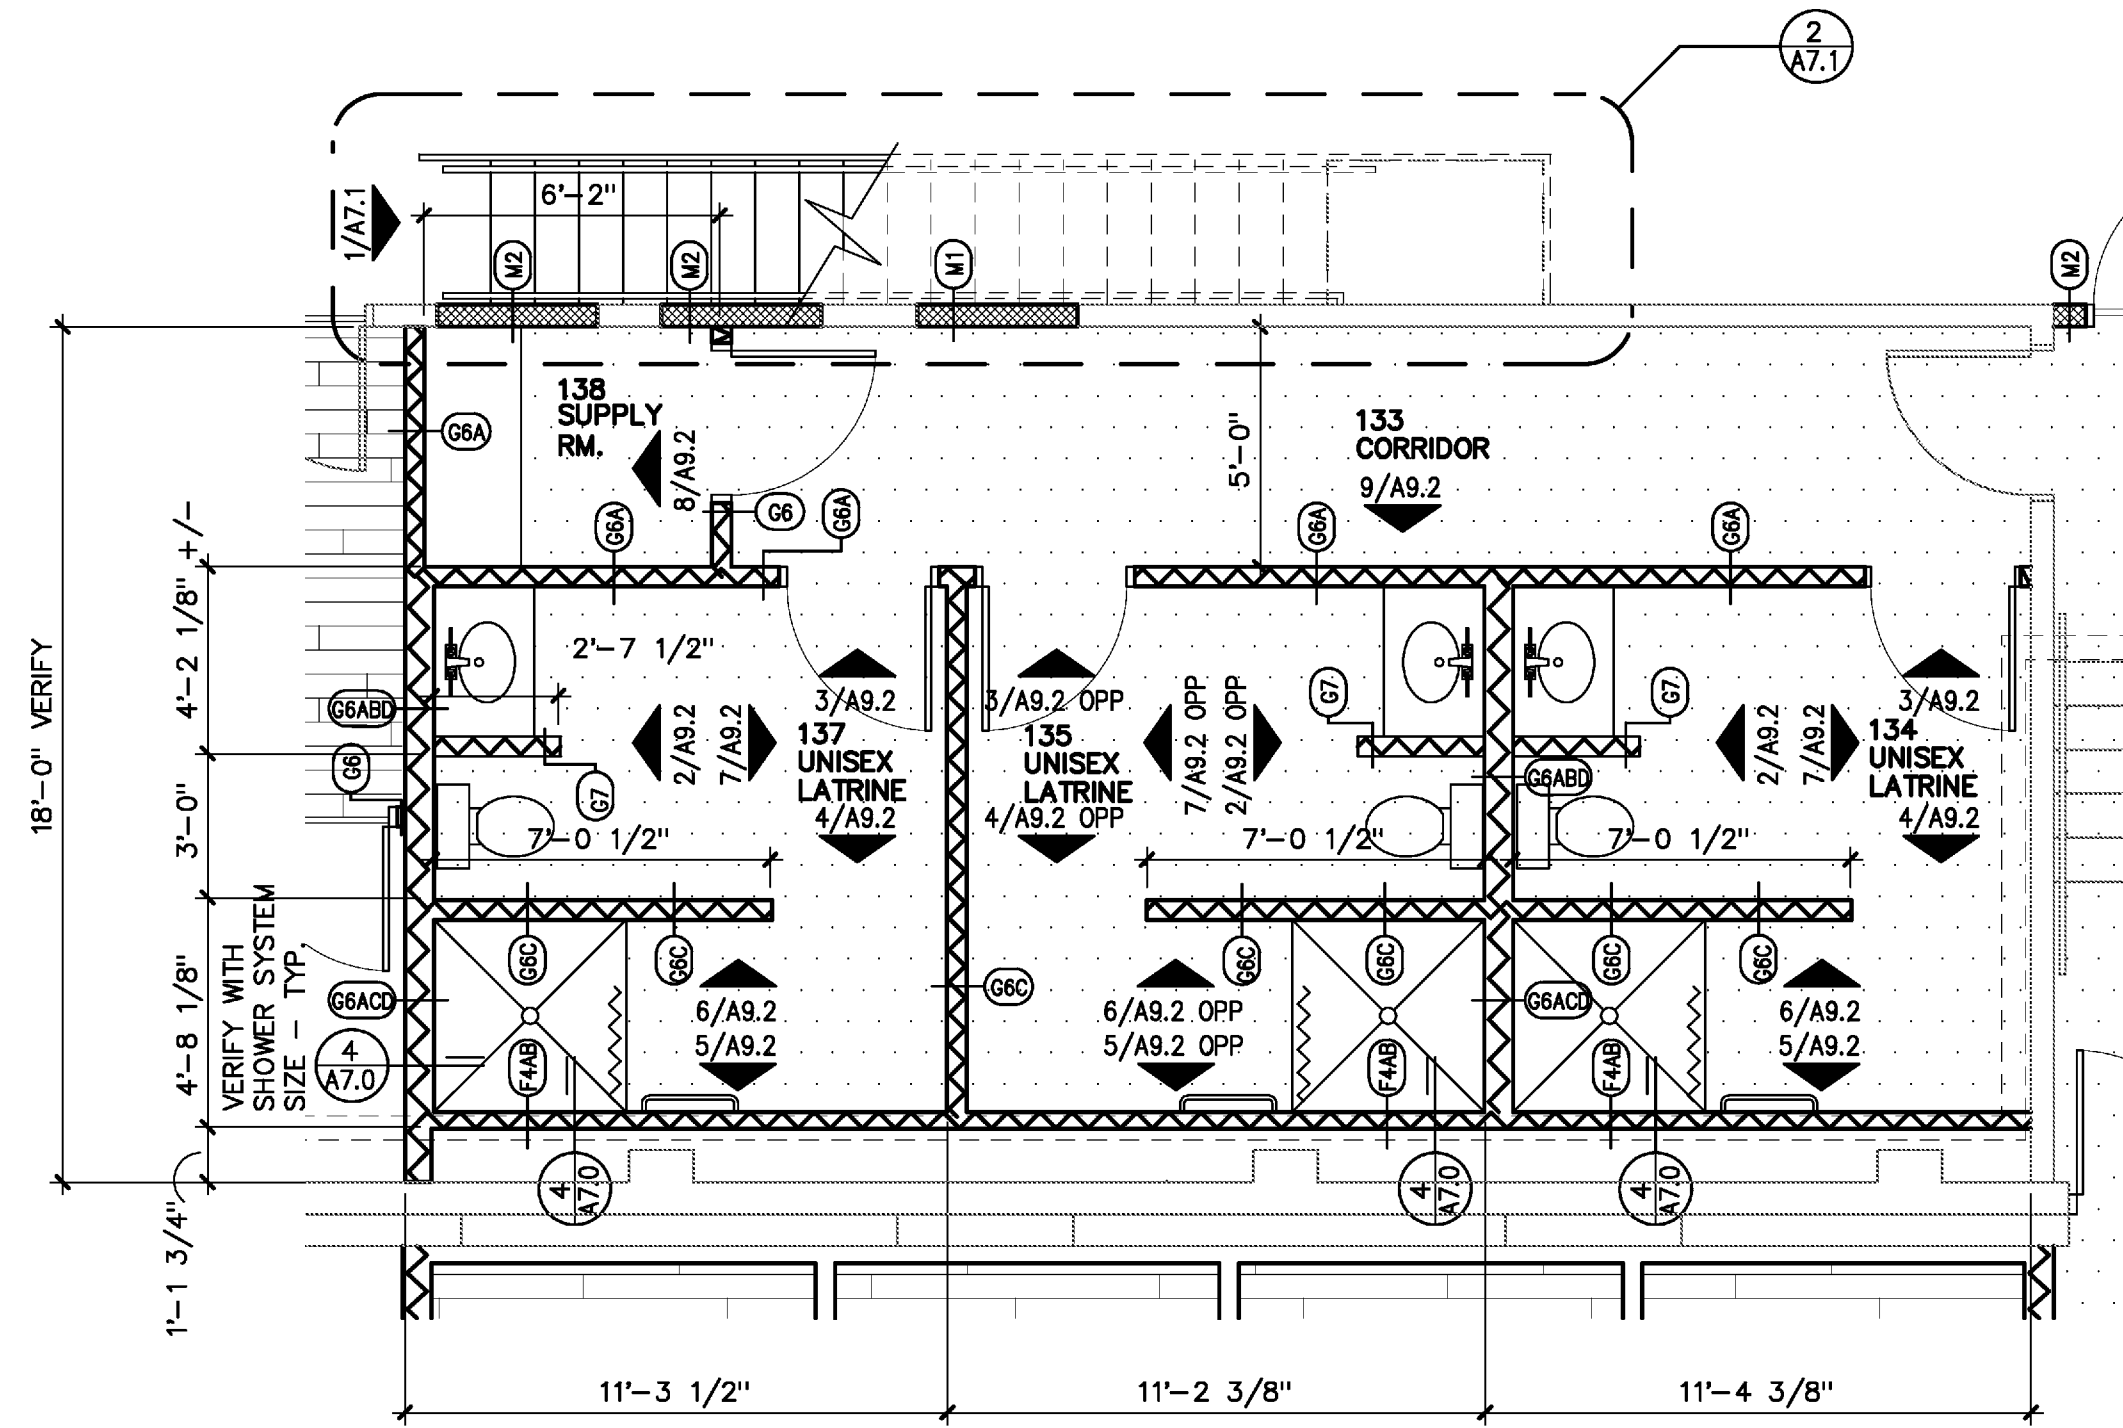 2
A7.1
1/A7.1
6'-2"
M2
M2
M1
M2
138
SUPPLY
RM.
8/A9.2
G6A
133
CORRIDOR
9/A9.2
5'-0"
G6A
G6
G6A
G6A
G6A
18'-0" VERIFY
4'-2 1/8" +/-
3'-0"
4'-8 1/8"
1'-1 3/4"
VERIFY WITH
SHOWER SYSTEM
SIZE - TYP.
2'-7 1/2"
G6ABD
G6
G7
2/A9.2
7/A9.2
3/A9.2
137
UNISEX
LATRINE
4/A9.2
7'-0 1/2"
3/A9.2 OPP
135
UNISEX
LATRINE
4/A9.2 OPP
7/A9.2 OPP
2/A9.2 OPP
G7
G7
G6ABD
7'-0 1/2"
7'-0 1/2"
2/A9.2
7/A9.2
3/A9.2
134
UNISEX
LATRINE
4/A9.2
G6C
G6C
G6ACD
6/A9.2
5/A9.2
G6C
G6C
G6C
6/A9.2 OPP
5/A9.2 OPP
G6ACD
G6C
G6C
6/A9.2
5/A9.2
4
A7.0
F4AB
F4AB
F4AB
4
A7.0
4
A7.0
4
A7.0
11'-3 1/2"
11'-2 3/8"
11'-4 3/8"